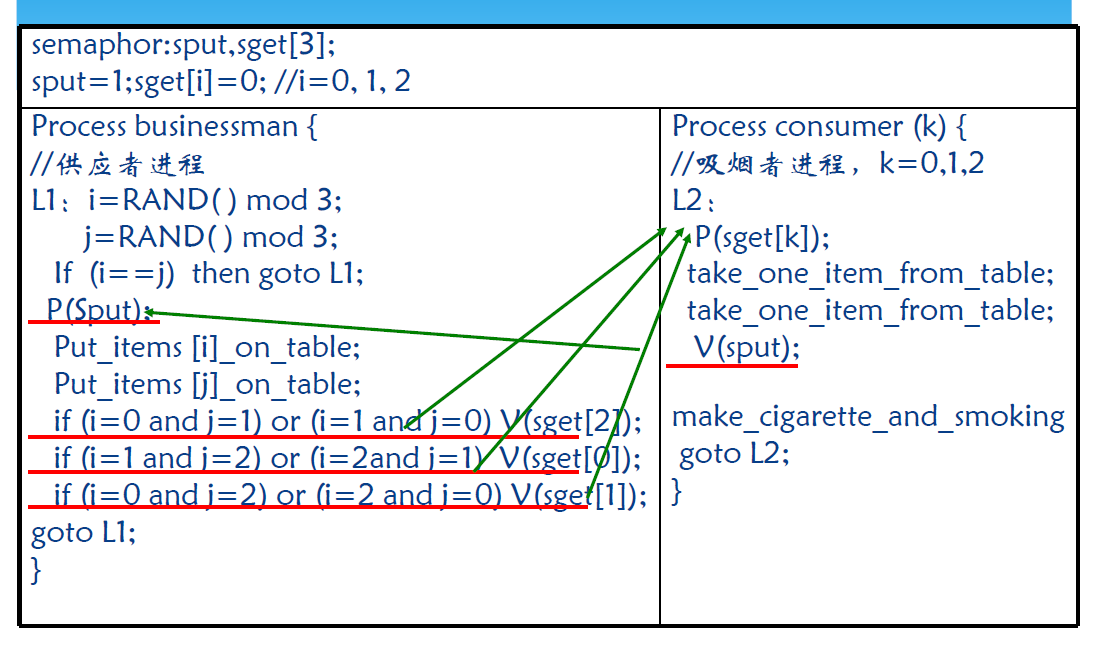 semaphor:sput,sget[3];
sput=1;sget[i]=0; //i=0, 1, 2
Process businessman {
//供应者进程
L1：i=RAND( ) mod 3;
j=RAND( ) mod 3;
If (i==j) then goto L1;
P(Sput);
Put_items [i]_on_table;
Put_items [j]_on_table;
if (i=0 and j=1) or (i=1 and j=0) V(sget[2]);
if (i=1 and j=2) or (i=2and j=1) V(sget[0]);
if (i=0 and j=2) or (i=2 and j=0) V(sget[1]);
goto L1;
}
Process consumer (k) {
//吸烟者进程，k=0,1,2
L2：
P(sget[k]);
take_one_item_from_table;
take_one_item_from_table;
V(sput);
make_cigarette_and_smoking
goto L2;
}